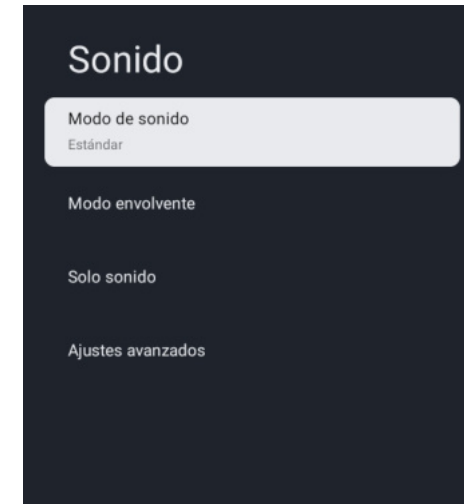 Sonido
Modo de sonido
Estándar
Modo envolvente
Solo sonido
Ajustes avanzados